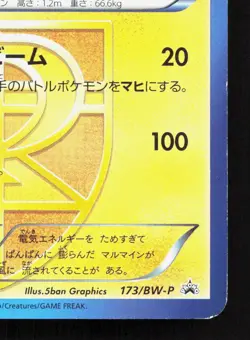 高さ：1.2m 重さ：66.6kg
ビーム 20
手のバトルポケモンをマヒにする。
100
電気エネルギーを ためすぎて
ぱんぱんに 膨らんだ マルマインが
風に 流されてくることが ある。
Illus.5ban Graphics 173/BW-P
/Creatures/GAME FREAK.